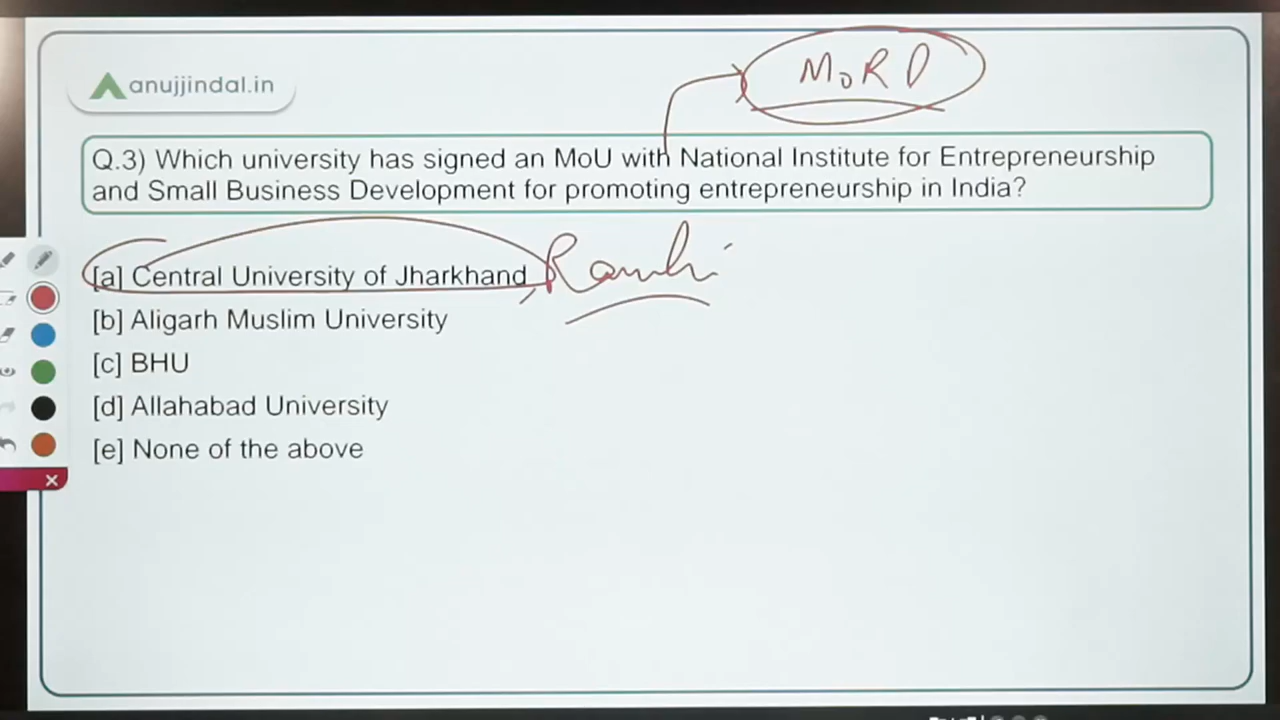 anujjindal.in
MoRD
Q.3) Which university has signed an MoU with National Institute for Entrepreneurship
and Small Business Development for promoting entrepreneurship in India?
[a] Central University of Jharkhand, Ranchi
[b] Aligarh Muslim University
[c] BHU
[d] Allahabad University
[e] None of the above